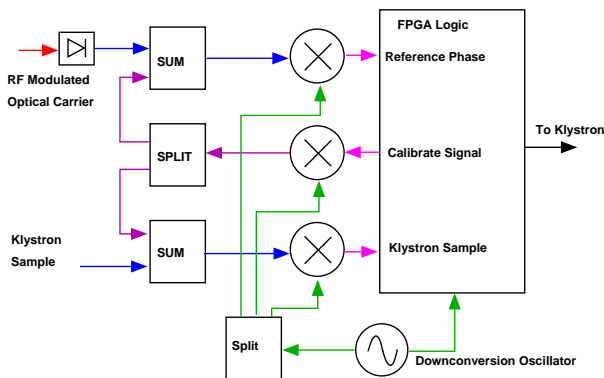 FPGA Logic
SUM
Reference Phase
RF Modulated
Optical Carrier
To Klystron
SPLIT
Calibrate Signal
Klystron
Sample
SUM
Klystron Sample
Split
Downconversion Oscillator